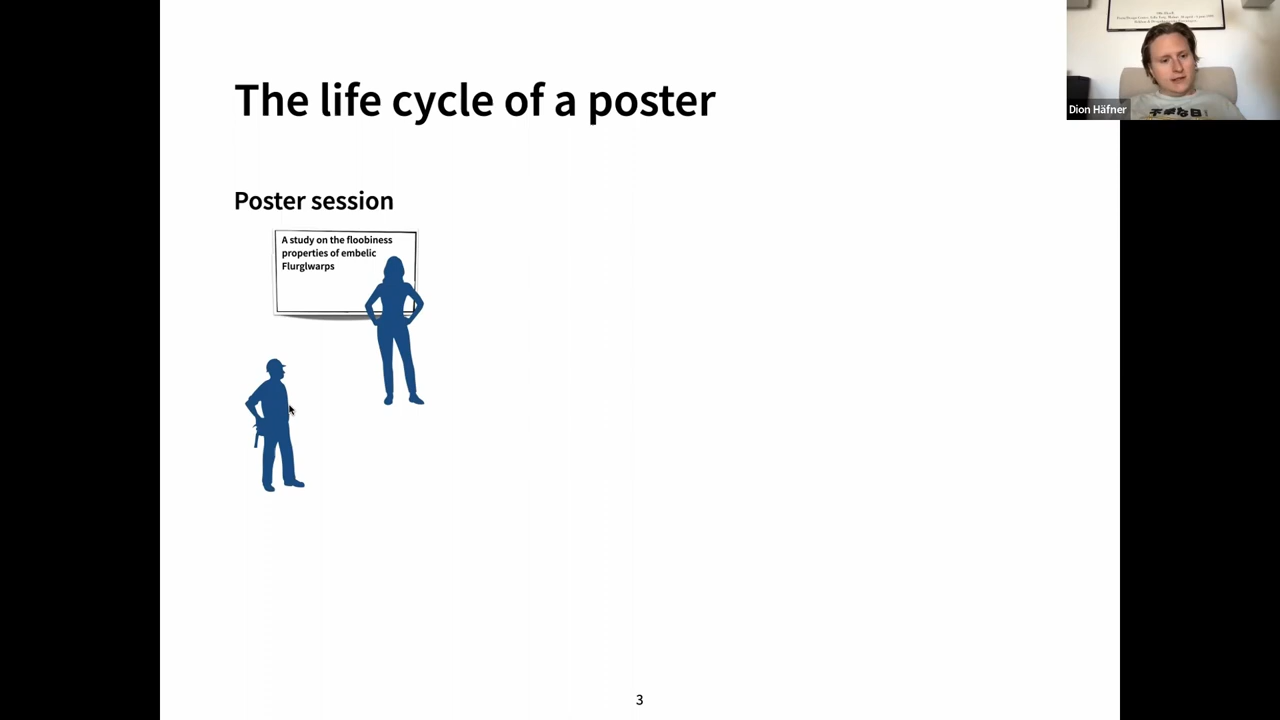 The life cycle of a poster
Poster session
A study on the floobiness
properties of embelic
Flurglwarps
Dion Häfner
3